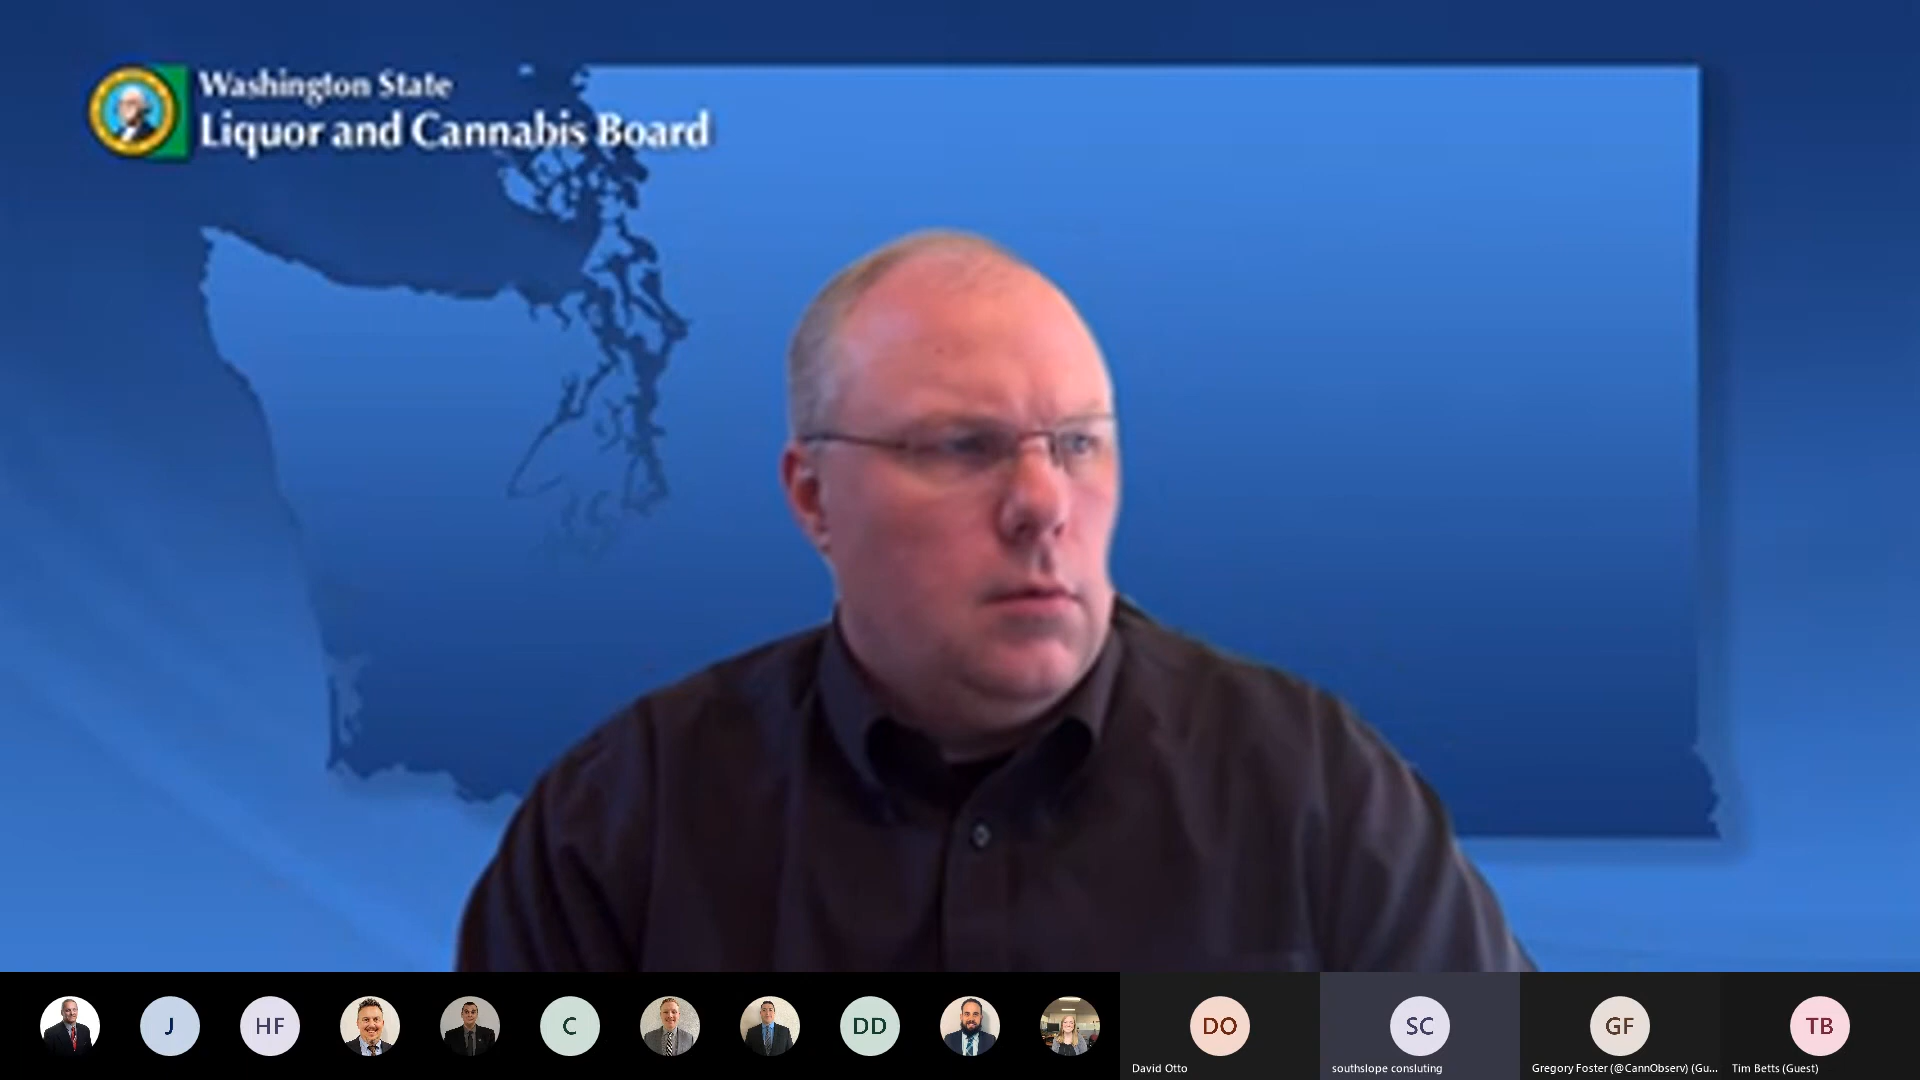 Washington State
Liquor and Cannabis Board
J
HF
C
DD
DO
SC
GF
TB
David Otto
southslope consluting
Gregory Foster (@CannObserv) (Gu...
Tim Betts (Guest)